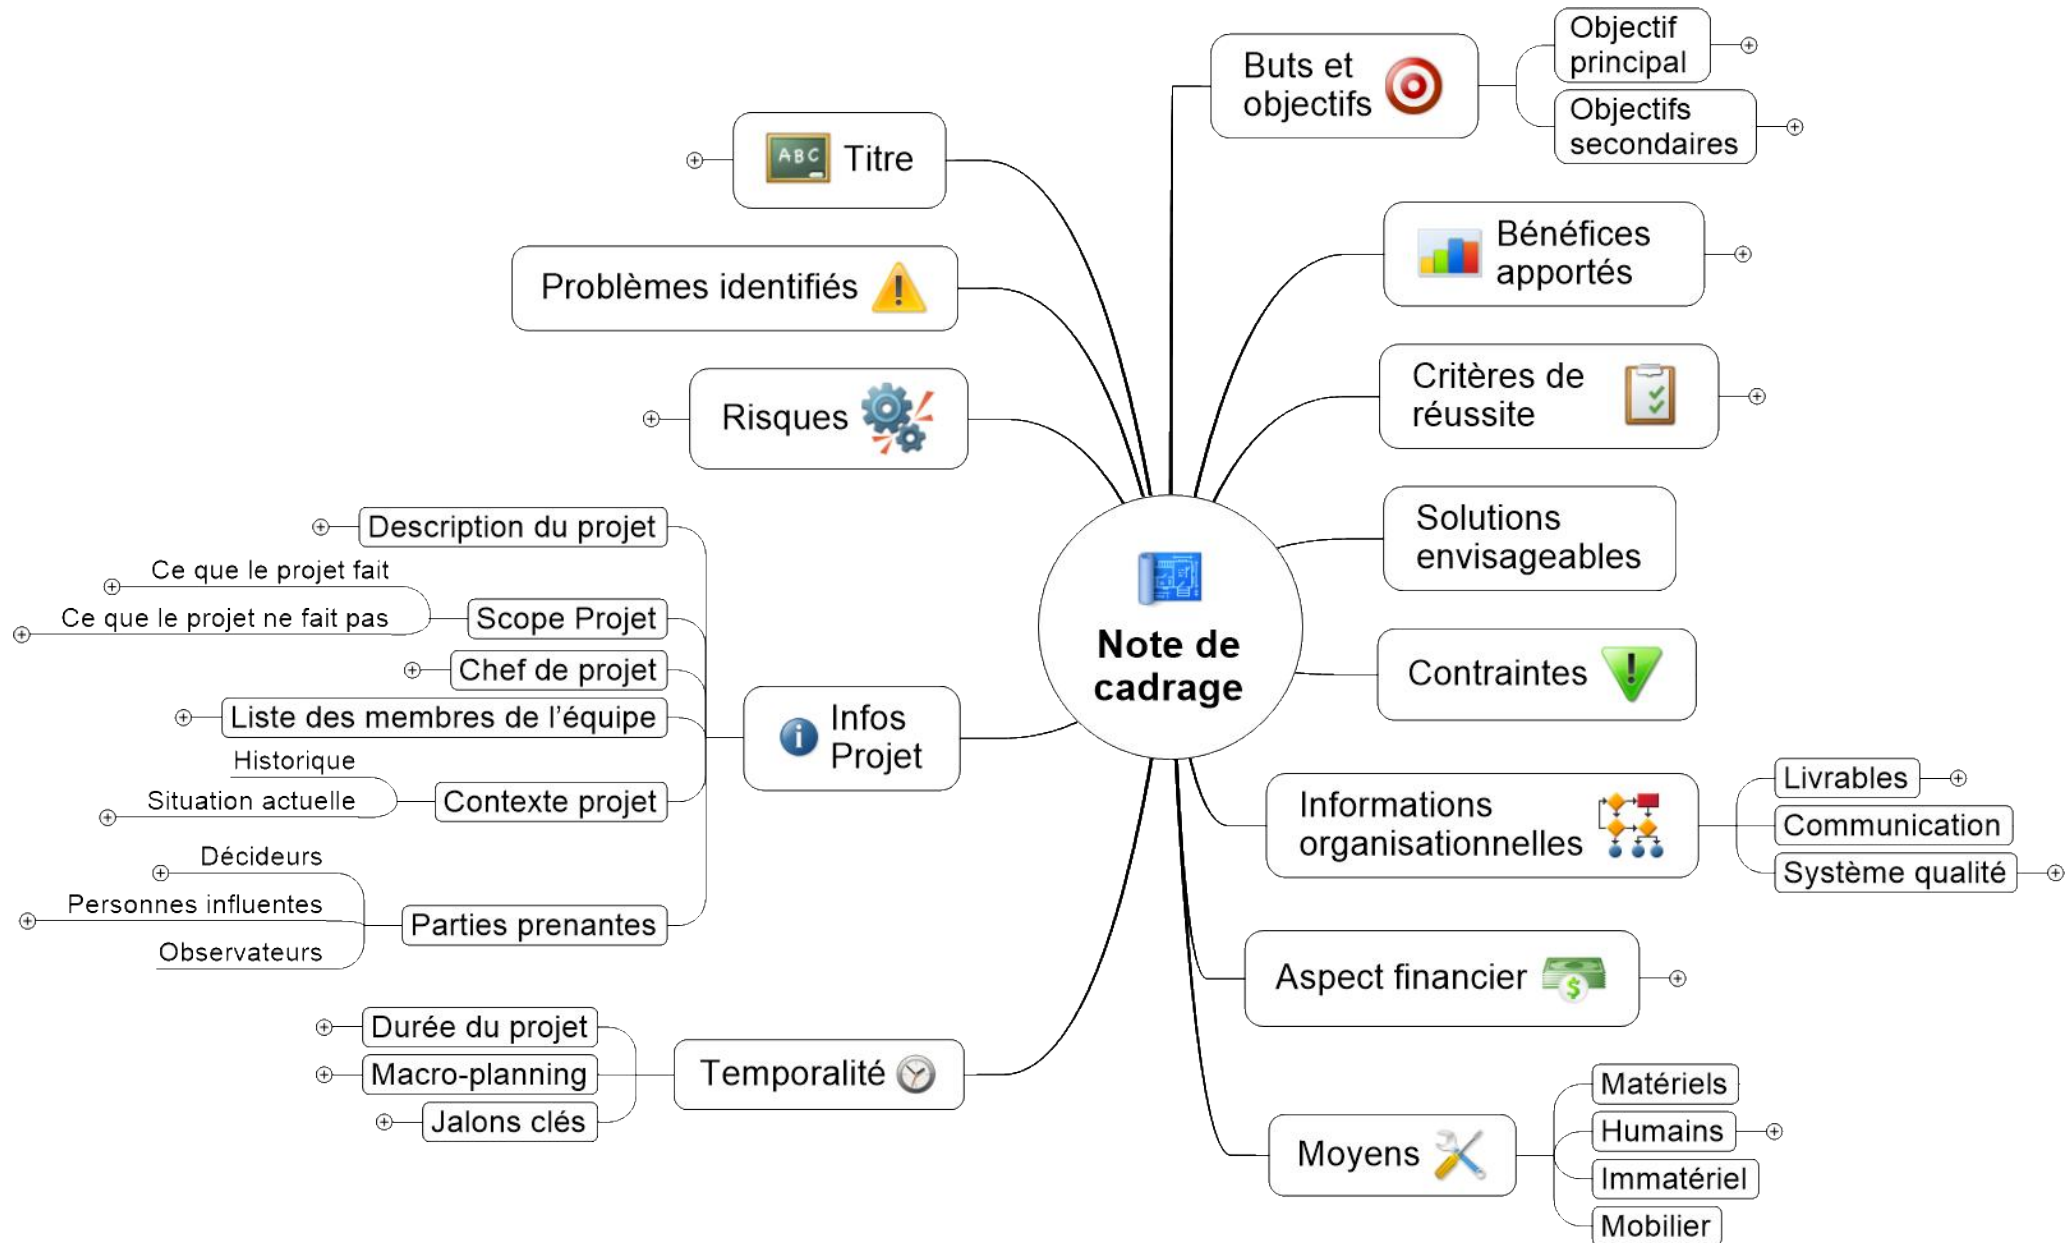 Note de
cadrage
Buts et
objectifs
Objectif
principal
Objectifs
secondaires
Bénéfices
apportés
Critères de
réussite
Solutions
envisageables
Contraintes
Informations
organisationnelles
Livrables
Communication
Système qualité
Aspect financier
Moyens
Matériels
Humains
Immatériel
Mobilier
ABC
Titre
Problèmes identifiés
Risques
Infos
Projet
Description du projet
Scope Projet
Ce que le projet fait
Ce que le projet ne fait pas
Chef de projet
Liste des membres de l’équipe
Contexte projet
Historique
Situation actuelle
Parties prenantes
Décideurs
Personnes influentes
Observateurs
Temporalité
Durée du projet
Macro-planning
Jalons clés